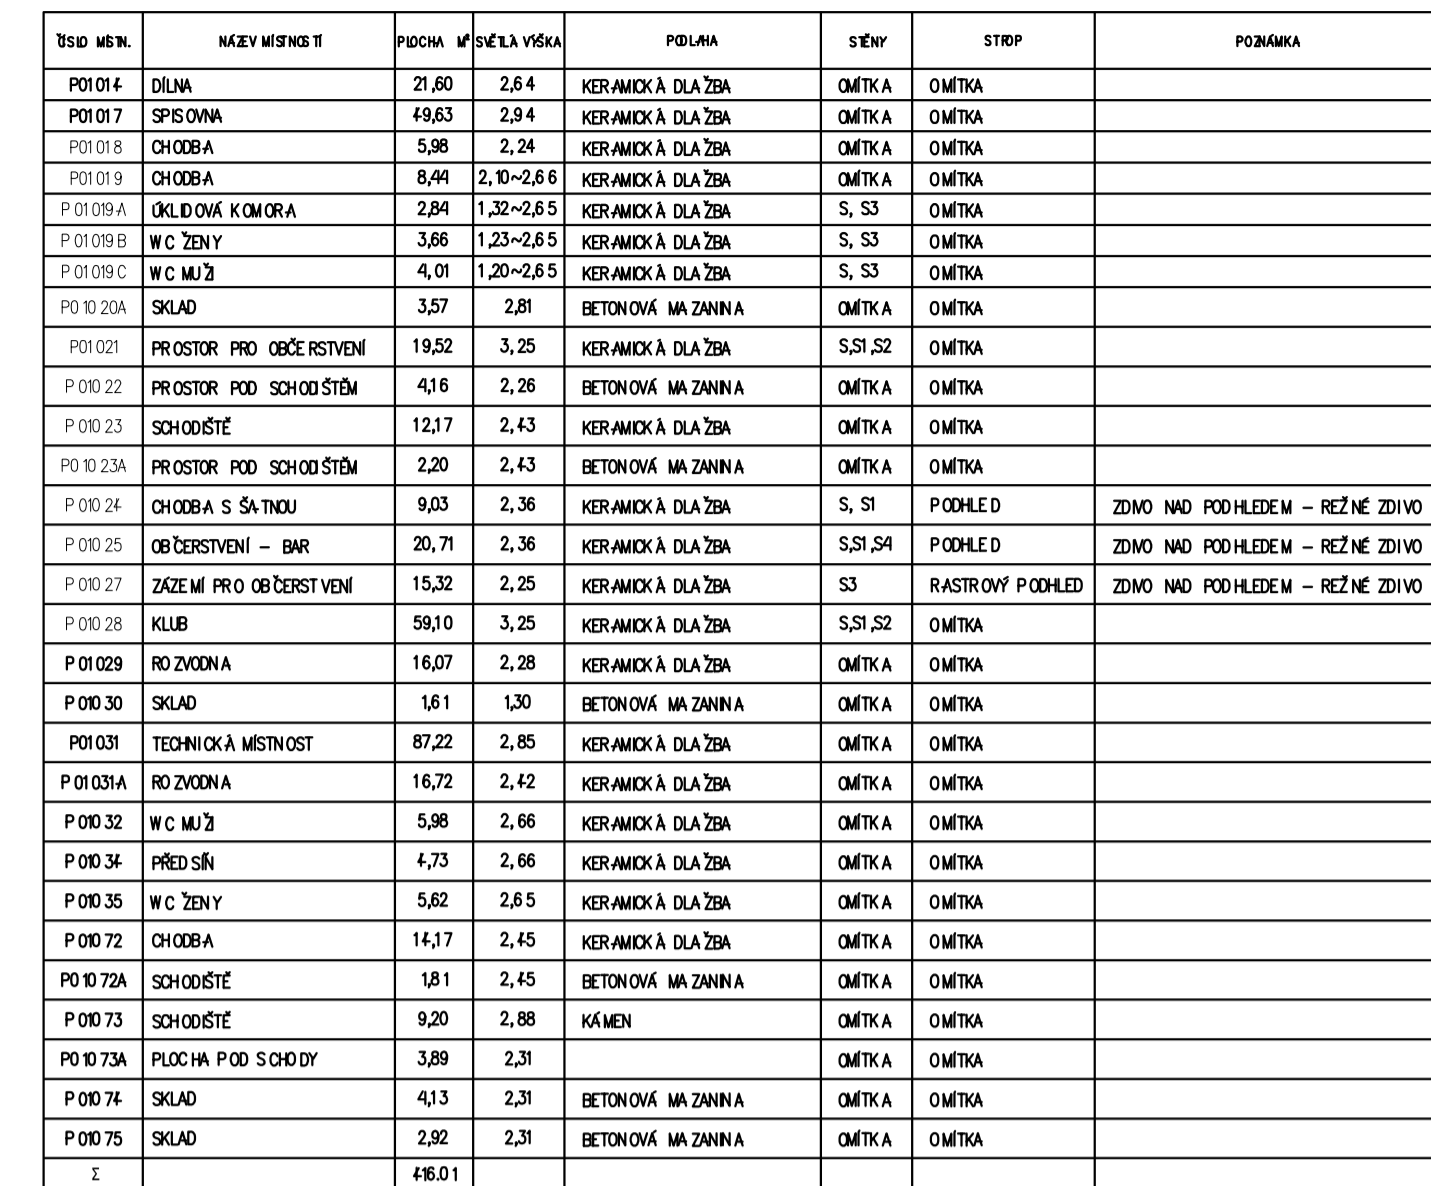 ČÍSLO MÍSTN. NÁZEV MÍSTNOSTI PLOCHA M² SVĚTLÁ VÝŠKA PODLAHA STĚNY STROP POZNÁMKA
P01014 DÍLNA 21,60 2,64 KERAMICKÁ DLAŽBA OMÍTKA OMÍTKA
P01017 SPISOVNA 49,63 2,94 KERAMICKÁ DLAŽBA OMÍTKA OMÍTKA
P01018 CHODBA 5,98 2,24 KERAMICKÁ DLAŽBA OMÍTKA OMÍTKA
P01019 CHODBA 8,44 2,10~2,66 KERAMICKÁ DLAŽBA OMÍTKA OMÍTKA
P01019A ÚKLIDOVÁ KOMORA 2,84 1,32~2,65 KERAMICKÁ DLAŽBA S, S3 OMÍTKA
P01019B WC ŽENY 3,66 1,23~2,65 KERAMICKÁ DLAŽBA S, S3 OMÍTKA
P01019C WC MUŽI 4,01 1,20~2,65 KERAMICKÁ DLAŽBA S, S3 OMÍTKA
P01020A SKLAD 3,57 2,81 BETONOVÁ MAZANINA OMÍTKA OMÍTKA
P01021 PROSTOR PRO OBČERSTVENÍ 19,52 3,25 KERAMICKÁ DLAŽBA S,S1,S2 OMÍTKA
P01022 PROSTOR POD SCHODIŠTĚM 4,16 2,26 BETONOVÁ MAZANINA OMÍTKA OMÍTKA
P01023 SCHODIŠTĚ 12,17 2,43 KERAMICKÁ DLAŽBA OMÍTKA OMÍTKA
P01023A PROSTOR POD SCHODIŠTĚM 2,20 2,43 BETONOVÁ MAZANINA OMÍTKA OMÍTKA
P01024 CHODBA S ŠATNOU 9,03 2,36 KERAMICKÁ DLAŽBA S, S1 PODHLED ZDIVO NAD PODHLEDEM – REŽNÉ ZDIVO
P01025 OBČERSTVENÍ – BAR 20,71 2,36 KERAMICKÁ DLAŽBA S,S1,S4 PODHLED ZDIVO NAD PODHLEDEM – REŽNÉ ZDIVO
P01027 ZÁZEMÍ PRO OBČERSTVENÍ 15,32 2,25 KERAMICKÁ DLAŽBA S3 RASTROVÝ PODHLED ZDIVO NAD PODHLEDEM – REŽNÉ ZDIVO
P01028 KLUB 59,10 3,25 KERAMICKÁ DLAŽBA S,S1,S2 OMÍTKA
P01029 ROZVODNA 16,07 2,28 KERAMICKÁ DLAŽBA OMÍTKA OMÍTKA
P01030 SKLAD 1,61 1,30 BETONOVÁ MAZANINA OMÍTKA OMÍTKA
P01031 TECHNICKÁ MÍSTNOST 87,22 2,85 KERAMICKÁ DLAŽBA OMÍTKA OMÍTKA
P01031A ROZVODNA 16,72 2,42 KERAMICKÁ DLAŽBA OMÍTKA OMÍTKA
P01032 WC MUŽI 5,98 2,66 KERAMICKÁ DLAŽBA OMÍTKA OMÍTKA
P01034 PŘEDSÍŇ 4,73 2,66 KERAMICKÁ DLAŽBA OMÍTKA OMÍTKA
P01035 WC ŽENY 5,62 2,65 KERAMICKÁ DLAŽBA OMÍTKA OMÍTKA
P01072 CHODBA 14,17 2,45 KERAMICKÁ DLAŽBA OMÍTKA OMÍTKA
P01072A SCHODIŠTĚ 1,81 2,45 BETONOVÁ MAZANINA OMÍTKA OMÍTKA
P01073 SCHODIŠTĚ 9,20 2,88 KÁMEN OMÍTKA OMÍTKA
P01073A PLOCHA POD SCHODY 3,89 2,31 OMÍTKA OMÍTKA
P01074 SKLAD 4,13 2,31 BETONOVÁ MAZANINA OMÍTKA OMÍTKA
P01075 SKLAD 2,92 2,31 BETONOVÁ MAZANINA OMÍTKA OMÍTKA
Σ 416.01